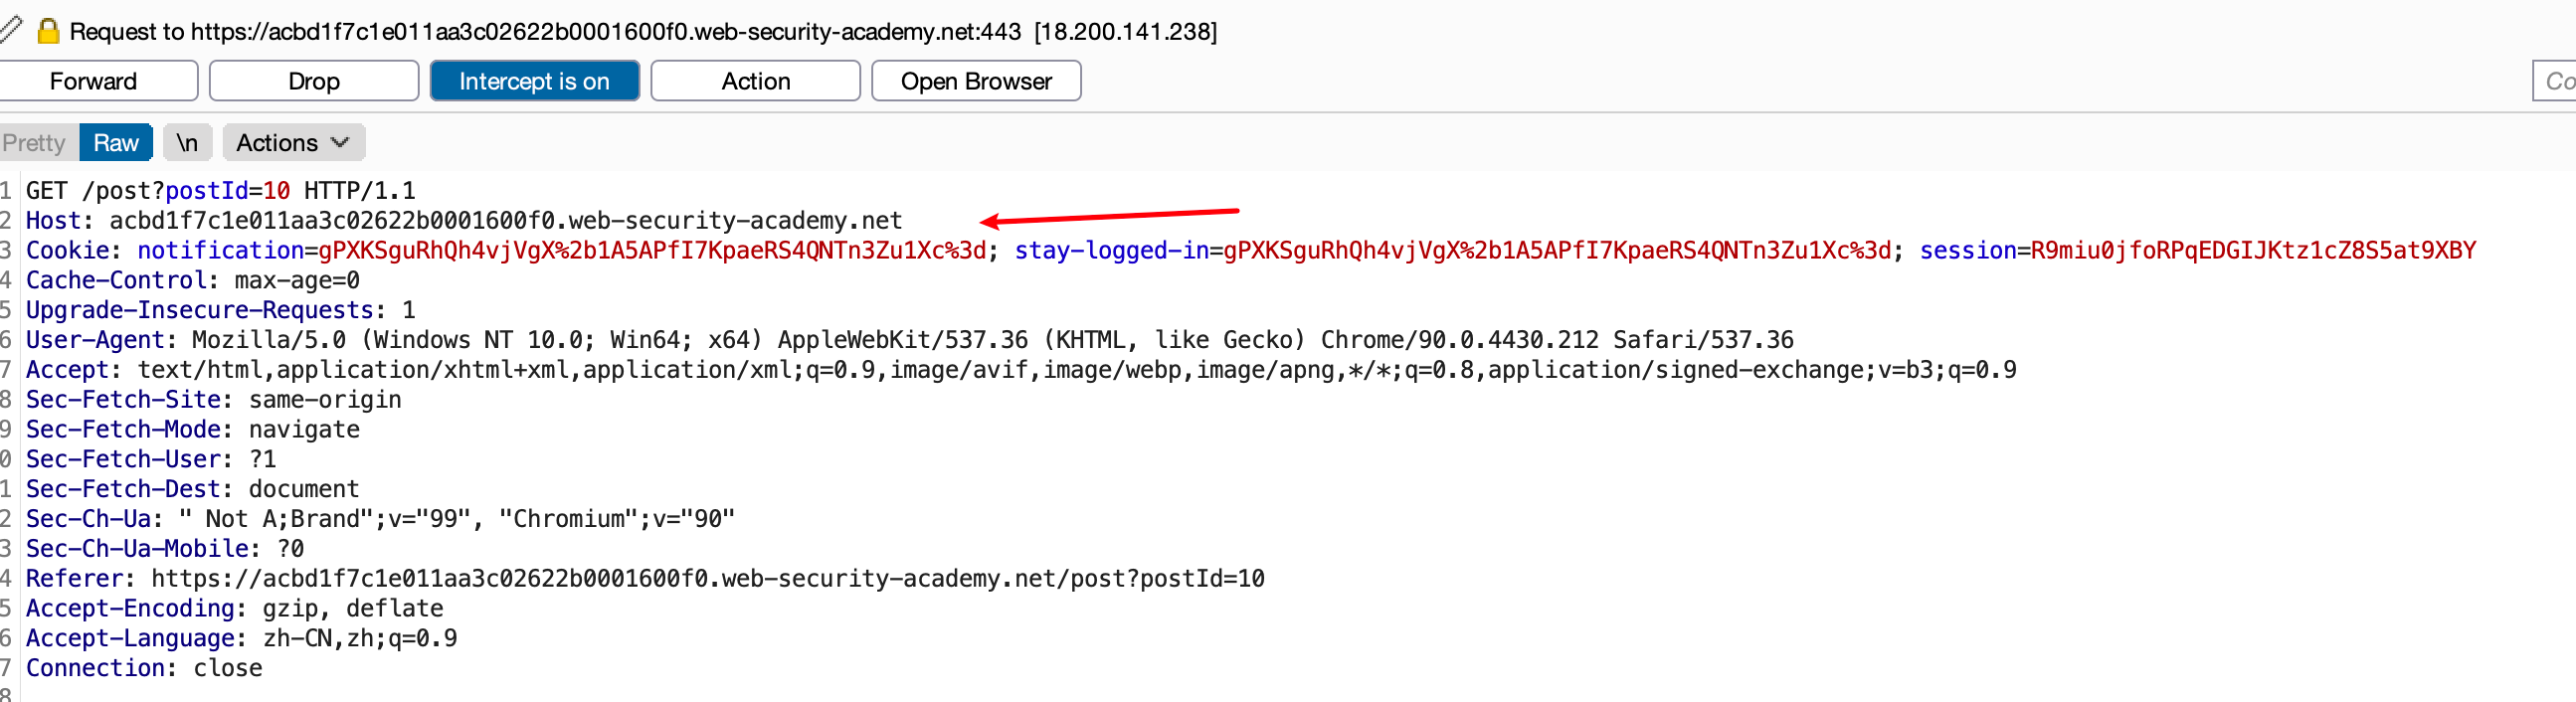 Request to https://acbd1f7c1e011aa3c02622b0001600f0.web-security-academy.net:443 [18.200.141.238]
Forward Drop Intercept is on Action Open Browser Co
Pretty Raw \n Actions
1 GET /post?postId=10 HTTP/1.1
2 Host: acbd1f7c1e011aa3c02622b0001600f0.web-security-academy.net
3 Cookie: notification=gPXKSguRhQh4vjVgX%2b1A5APfI7KpaeRS4QNTn3Zu1Xc%3d; stay-logged-in=gPXKSguRhQh4vjVgX%2b1A5APfI7KpaeRS4QNTn3Zu1Xc%3d; session=R9miu0jfoRPqEDGIJKtz1cZ8S5at9XBY
4 Cache-Control: max-age=0
5 Upgrade-Insecure-Requests: 1
6 User-Agent: Mozilla/5.0 (Windows NT 10.0; Win64; x64) AppleWebKit/537.36 (KHTML, like Gecko) Chrome/90.0.4430.212 Safari/537.36
7 Accept: text/html,application/xhtml+xml,application/xml;q=0.9,image/avif,image/webp,image/apng,*/*;q=0.8,application/signed-exchange;v=b3;q=0.9
8 Sec-Fetch-Site: same-origin
9 Sec-Fetch-Mode: navigate
0 Sec-Fetch-User: ?1
1 Sec-Fetch-Dest: document
2 Sec-Ch-Ua: " Not A;Brand";v="99", "Chromium";v="90"
3 Sec-Ch-Ua-Mobile: ?0
4 Referer: https://acbd1f7c1e011aa3c02622b0001600f0.web-security-academy.net/post?postId=10
5 Accept-Encoding: gzip, deflate
6 Accept-Language: zh-CN,zh;q=0.9
7 Connection: close
8